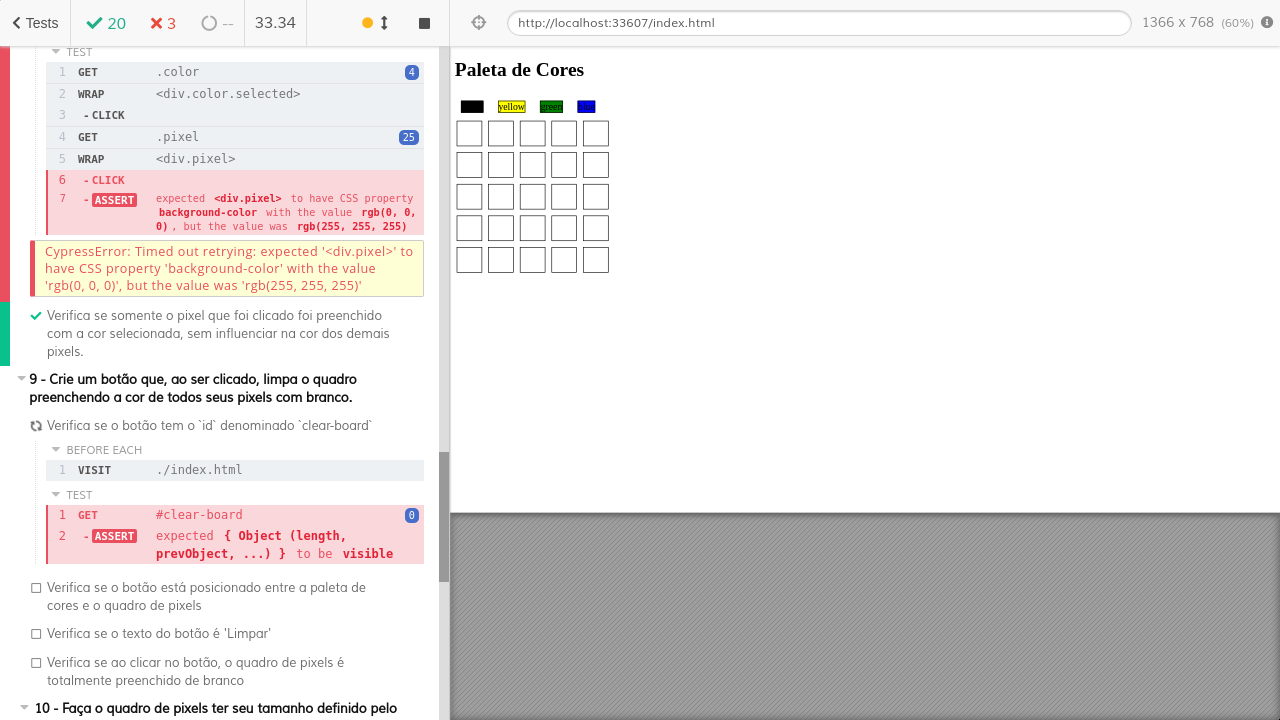 Tests 20 3 -- 33.34 http://localhost:33607/index.html 1366 x 768 (60%)
TEST
1 GET .color 4
2 WRAP <div.color.selected>
3 -CLICK
4 GET .pixel 25
5 WRAP <div.pixel>
6 -CLICK
7 -ASSERT expected <div.pixel> to have CSS property
background-color with the value rgb(0, 0,
0) , but the value was rgb(255, 255, 255)
CypressError: Timed out retrying: expected '<div.pixel>' to
have CSS property 'background-color' with the value
'rgb(0, 0, 0)', but the value was 'rgb(255, 255, 255)'
Verifica se somente o pixel que foi clicado foi preenchido
com a cor selecionada, sem influenciar na cor dos demais
pixels.
9 - Crie um botão que, ao ser clicado, limpa o quadro
preenchendo a cor de todos seus pixels com branco.
Verifica se o botão tem o `id` denominado `clear-board`
BEFORE EACH
1 VISIT ./index.html
TEST
1 GET #clear-board 0
2 -ASSERT expected { Object (length,
prevObject, ...) } to be visible
Verifica se o botão está posicionado entre a paleta de
cores e o quadro de pixels
Verifica se o texto do botão é 'Limpar'
Verifica se ao clicar no botão, o quadro de pixels é
totalmente preenchido de branco
10 - Faça o quadro de pixels ter seu tamanho definido pelo
Paleta de Cores
yellow green